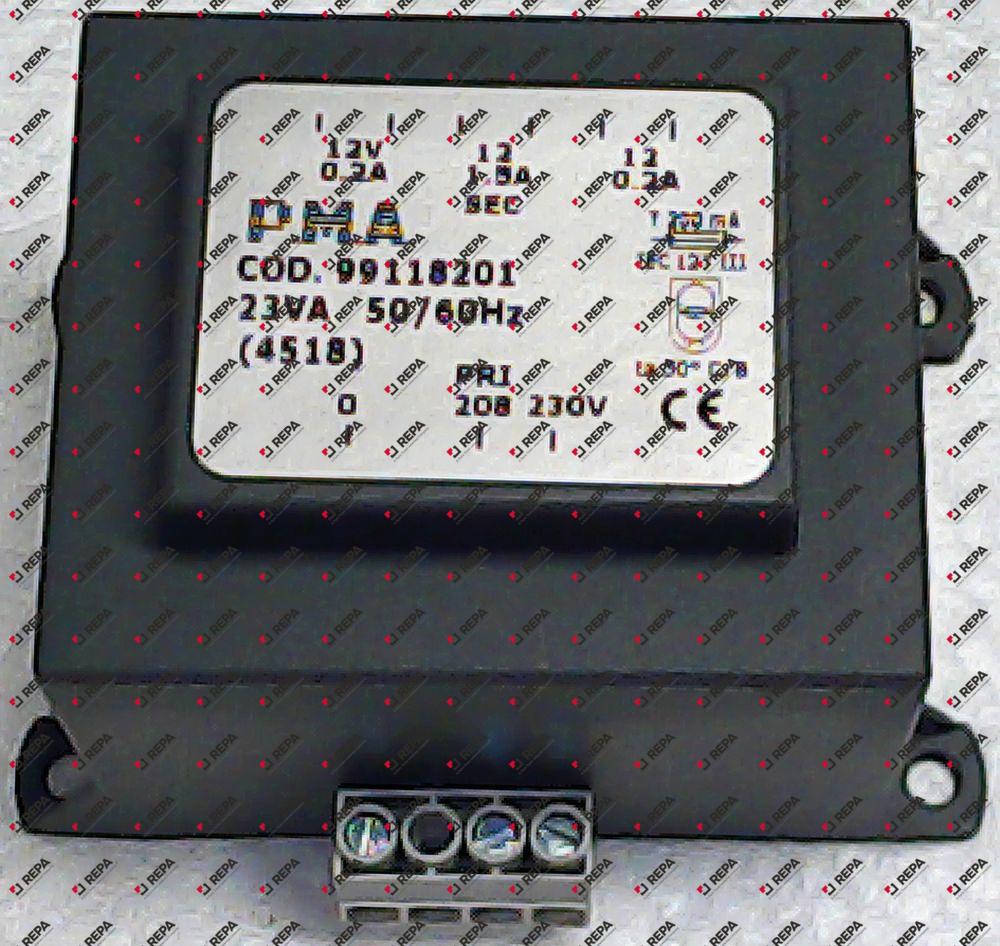 12V 12 12
0.2A 1.5A 0.2A
SEC
PMA
COD. 99118201
23VA 50/60Hz
(4518)
PRI
0 208 230V
CE
REPA